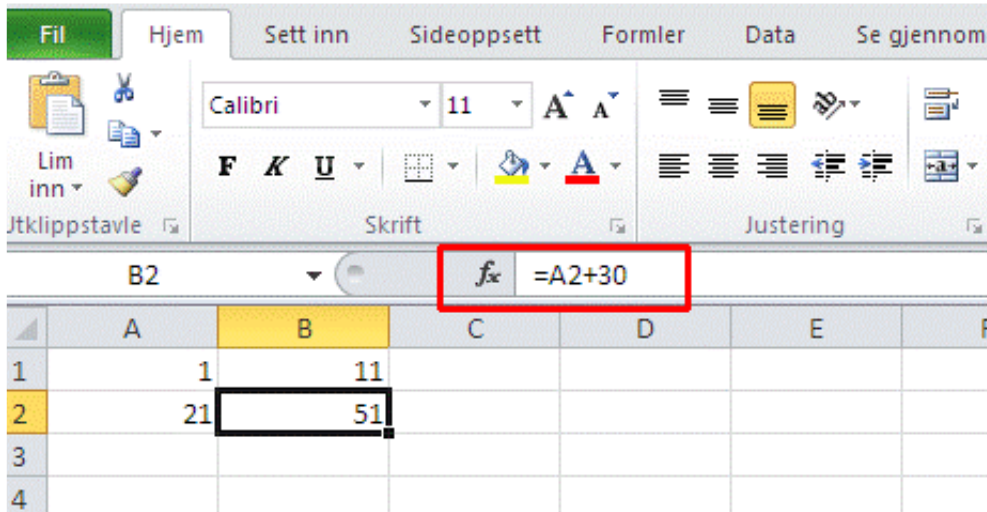 Fil Hjem Sett inn Sideoppsett Formler Data Se gjennom
Calibri 11 A A
Lim inn
F K U A a
Utklippstavle Skrift Justering
B2 fx =A2+30
A B C D E F
1 1 11
2 21 51
3
4